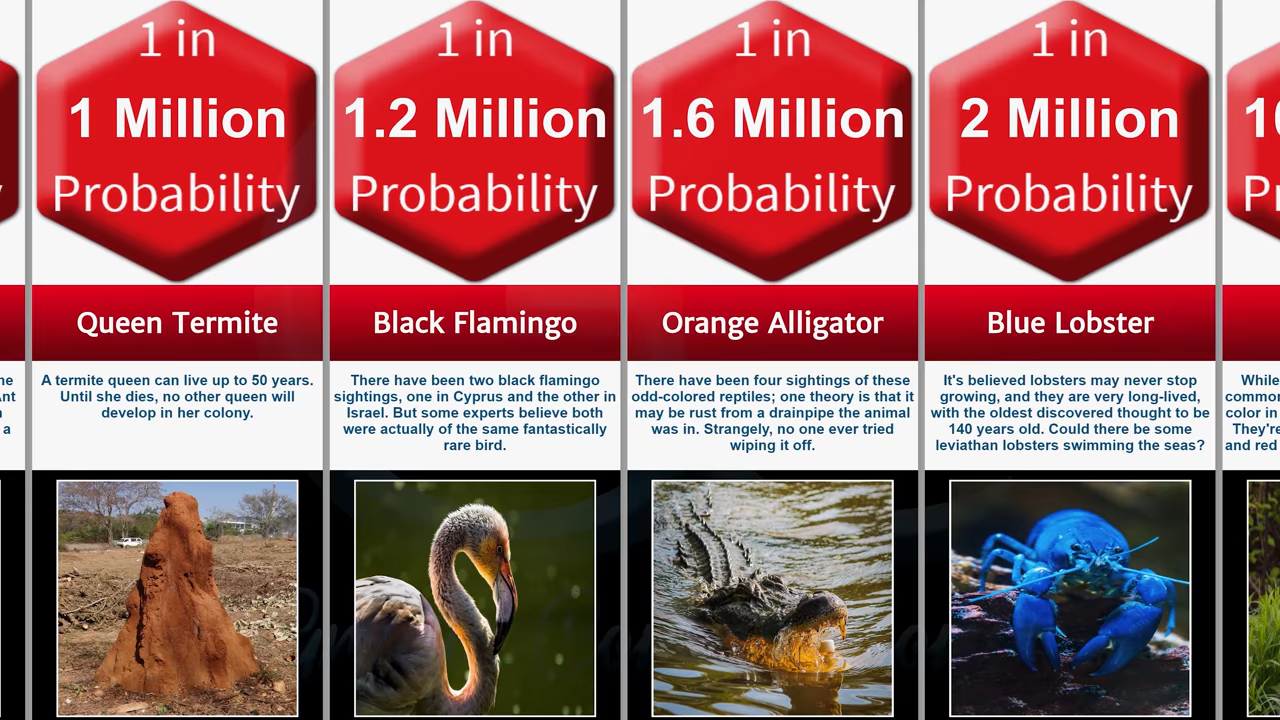 1 in
1 Million
Probability
Queen Termite
A termite queen can live up to 50 years.
Until she dies, no other queen will
develop in her colony.
1 in
1.2 Million
Probability
Black Flamingo
There have been two black flamingo
sightings, one in Cyprus and the other in
Israel. But some experts believe both
were actually of the same fantastically
rare bird.
1 in
1.6 Million
Probability
Orange Alligator
There have been four sightings of these
odd-colored reptiles; one theory is that it
may be rust from a drainpipe the animal
was in. Strangely, no one ever tried
wiping it off.
1 in
2 Million
Probability
Blue Lobster
It's believed lobsters may never stop
growing, and they are very long-lived,
with the oldest discovered thought to be
140 years old. Could there be some
leviathan lobsters swimming the seas?
While
color in
They're
and red